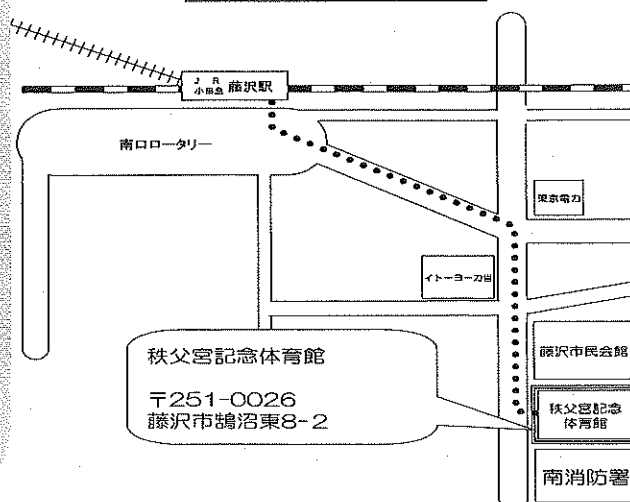 JR
小田急 藤沢駅
南口ロータリー
東京電力
イトーヨーカ堂
藤沢市民会館
秩父宮記念体育館
〒251-0026
藤沢市鵠沼東8-2
秩父宮記念
体育館
南消防署